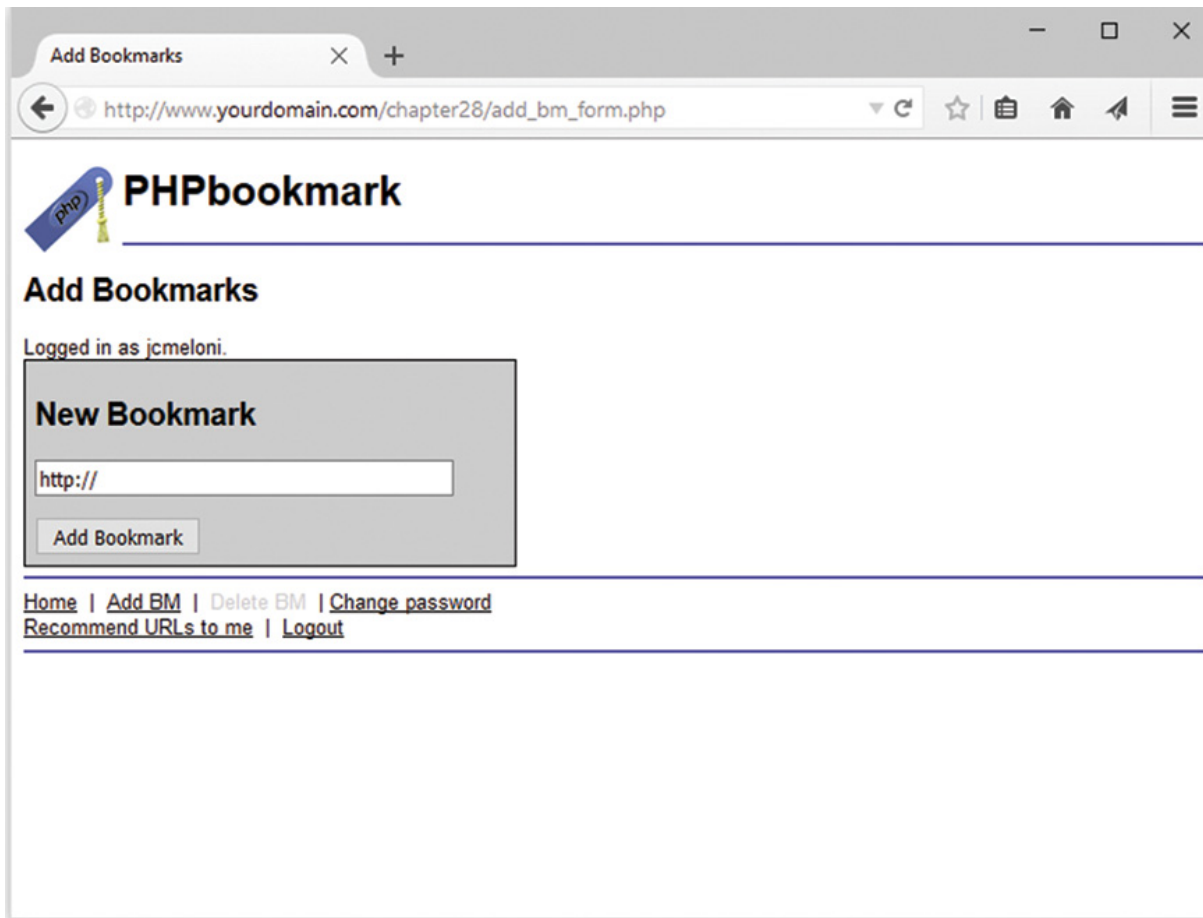 Add Bookmarks
http://www.yourdomain.com/chapter28/add_bm_form.php
php
PHPbookmark
Add Bookmarks
Logged in as jcmeloni.
New Bookmark
http://
Add Bookmark
Home | Add BM | Delete BM | Change password
Recommend URLs to me | Logout